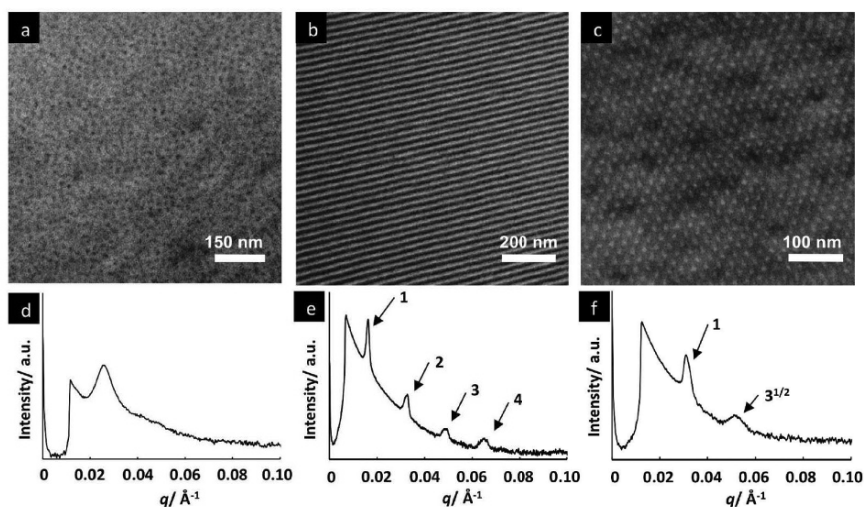 a
b
c
150 nm
200 nm
100 nm
d
e
f
1
2
3
4
1
3^{1/2}
Intensity/ a.u.
Intensity/ a.u.
Intensity/ a.u.
0 0.02 0.04 0.06 0.08 0.10
0.00 0.02 0.04 0.06 0.08 0.10
0 0.02 0.04 0.06 0.08 0.10
q/ Å-1
q/ Å-1
q/ Å-1